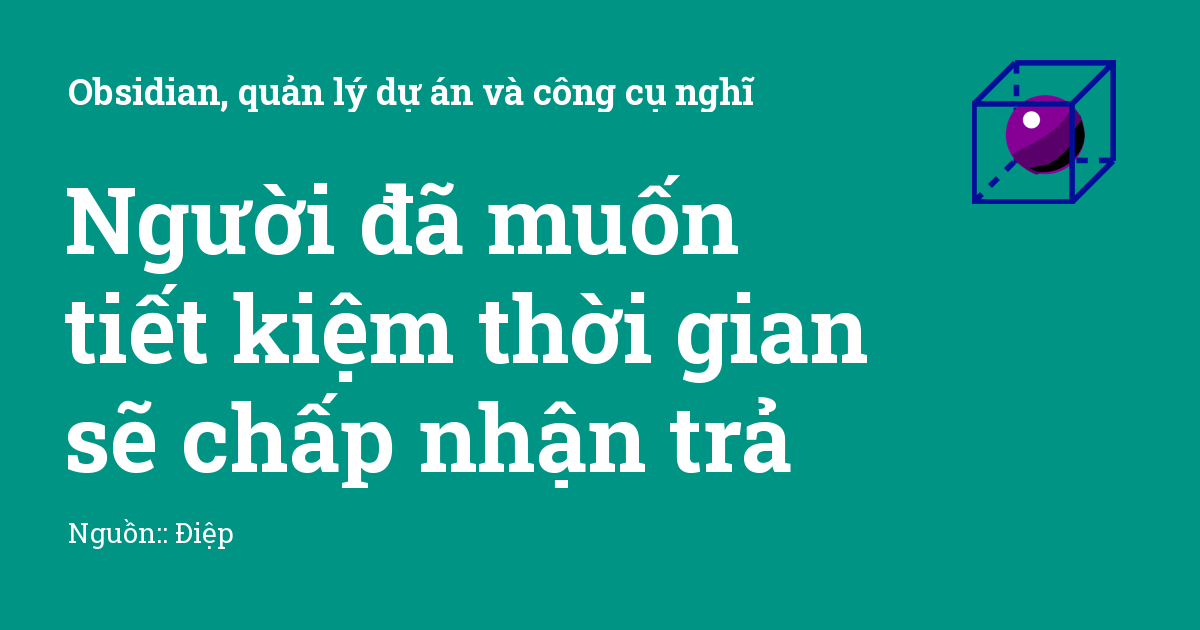 Obsidian, quản lý dự án và công cụ nghĩ
Người đã muốn
tiết kiệm thời gian
sẽ chấp nhận trả
Nguồn:: Điệp